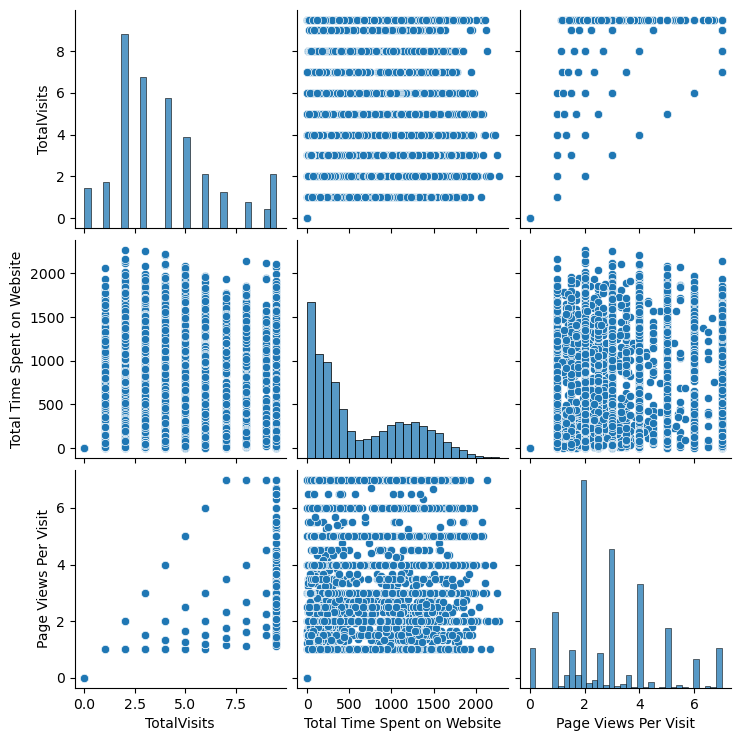 TotalVisits
8
6
4
2
0
Total Time Spent on Website
2000
1500
1000
500
0
Page Views Per Visit
6
4
2
0
0.0 2.5 5.0 7.5
0 500 1000 1500 2000
0 2 4 6
TotalVisits
Total Time Spent on Website
Page Views Per Visit